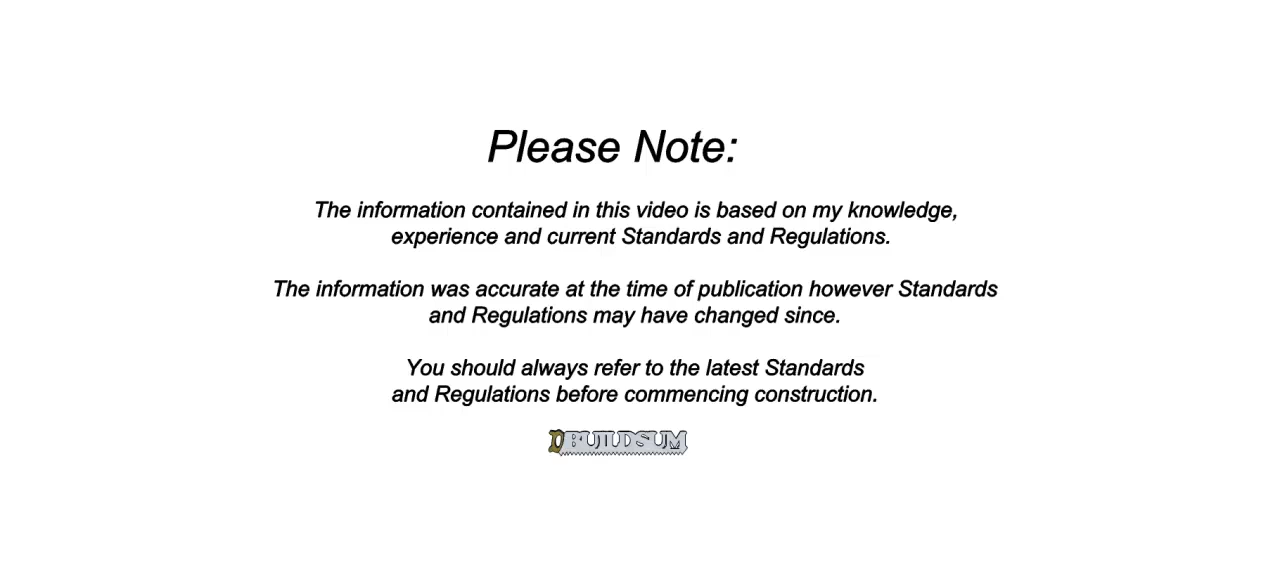 Please Note:
The information contained in this video is based on my knowledge,
experience and current Standards and Regulations.
The information was accurate at the time of publication however Standards
and Regulations may have changed since.
You should always refer to the latest Standards
and Regulations before commencing construction.
BUILDSUM